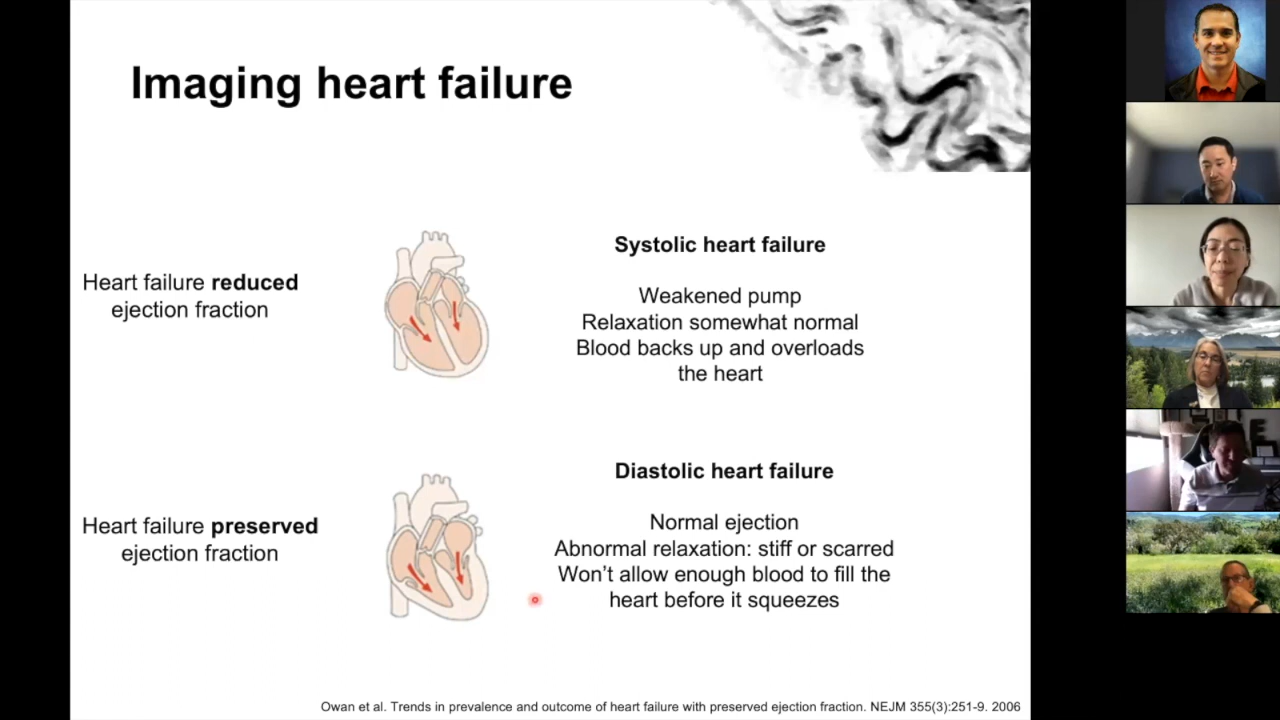 Imaging heart failure
Heart failure reduced
ejection fraction
Systolic heart failure
Weakened pump
Relaxation somewhat normal
Blood backs up and overloads
the heart
Heart failure preserved
ejection fraction
Diastolic heart failure
Normal ejection
Abnormal relaxation: stiff or scarred
Won’t allow enough blood to fill the
heart before it squeezes
Owan et al. Trends in prevalence and outcome of heart failure with preserved ejection fraction. NEJM 355(3):251-9. 2006